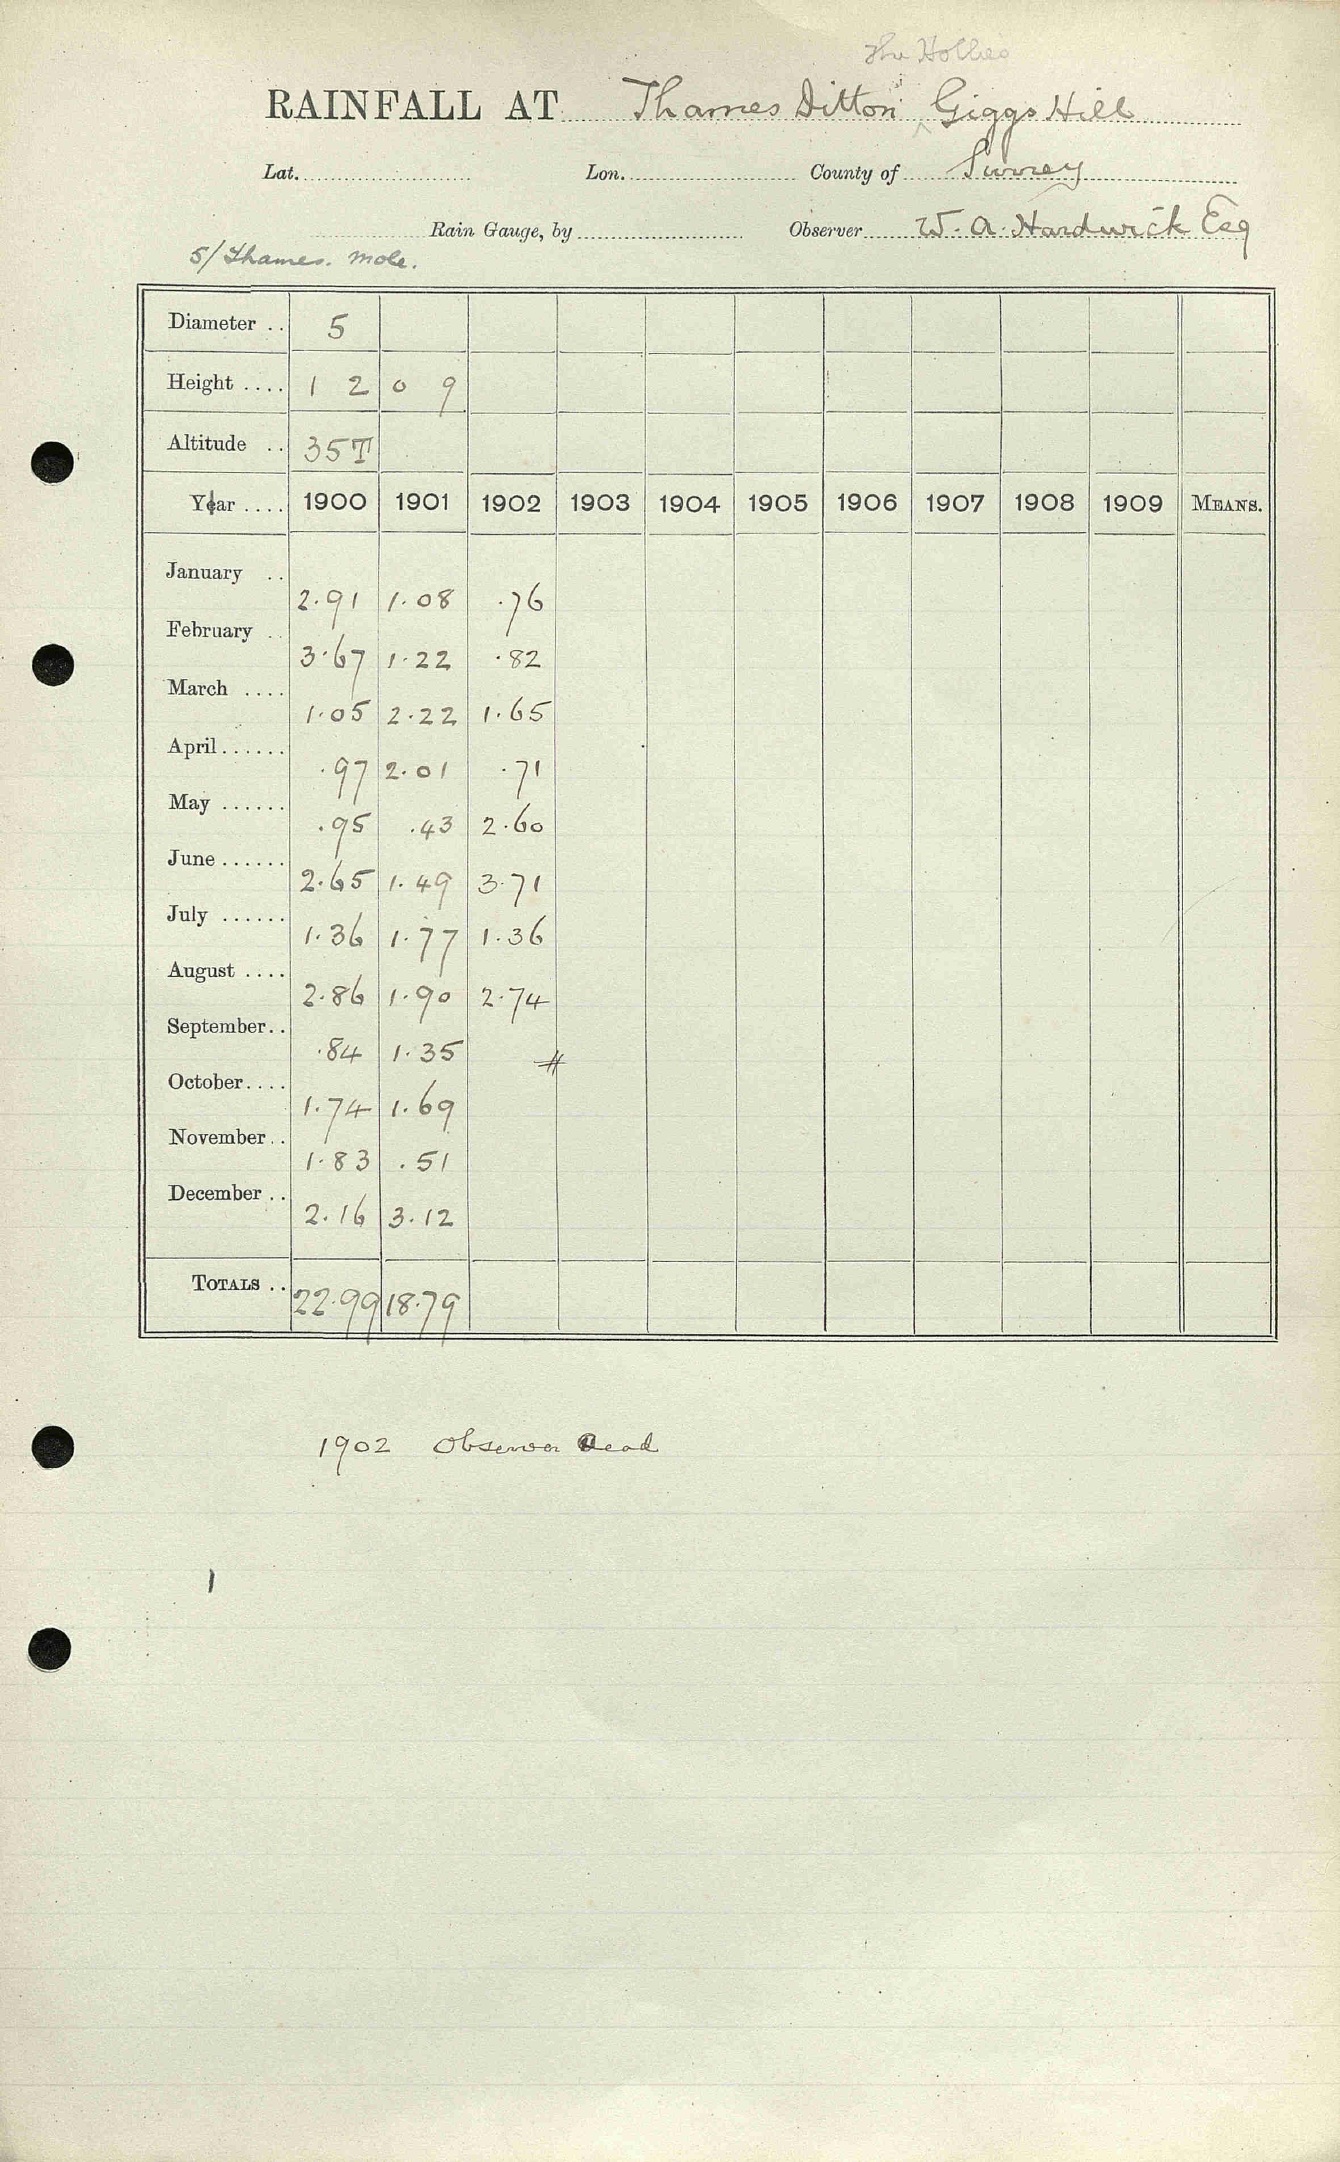 The Hollies
RAINFALL AT Thames Ditton ^ Giggs Hill
Lat. Lon. County of Surrey
Rain Gauge, by Observer W. A. Hardwick Esq
5/Thames. Mole.
Diameter .. 5
Height .... 1 2 0 9
Altitude .. 35T
Year .... 1900 1901 1902 1903 1904 1905 1906 1907 1908 1909 MEANS.
January .. 2.91 1.08 .76
February .. 3.67 1.22 .82
March .... 1.05 2.22 1.65
April...... .97 2.01 .71
May ...... .95 .43 2.60
June...... 2.65 1.49 3.71
July ...... 1.36 1.77 1.36
August .... 2.86 1.90 2.74
September.. .84 1.35
October.... 1.74 1.69
November.. 1.83 .51
December .. 2.16 3.12
TOTALS .. 22.99 18.79
1902 Observer Dead